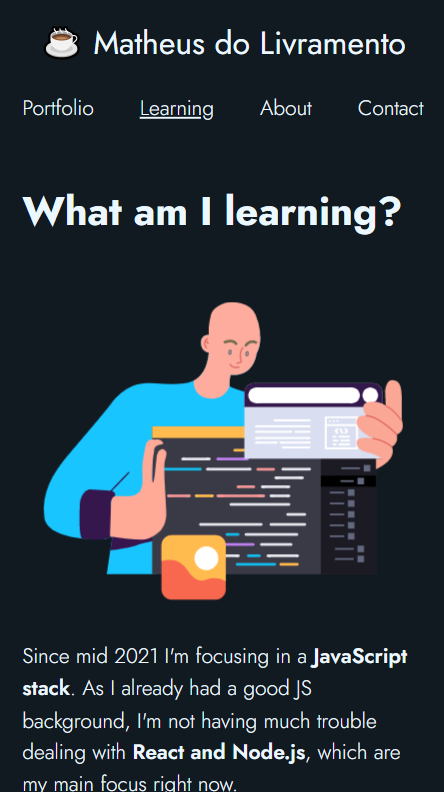 Matheus do Livramento
Portfolio Learning About Contact
What am I learning?
Since mid 2021 I'm focusing in a JavaScript
stack. As I already had a good JS
background, I'm not having much trouble
dealing with React and Node.js, which are
my main focus right now.